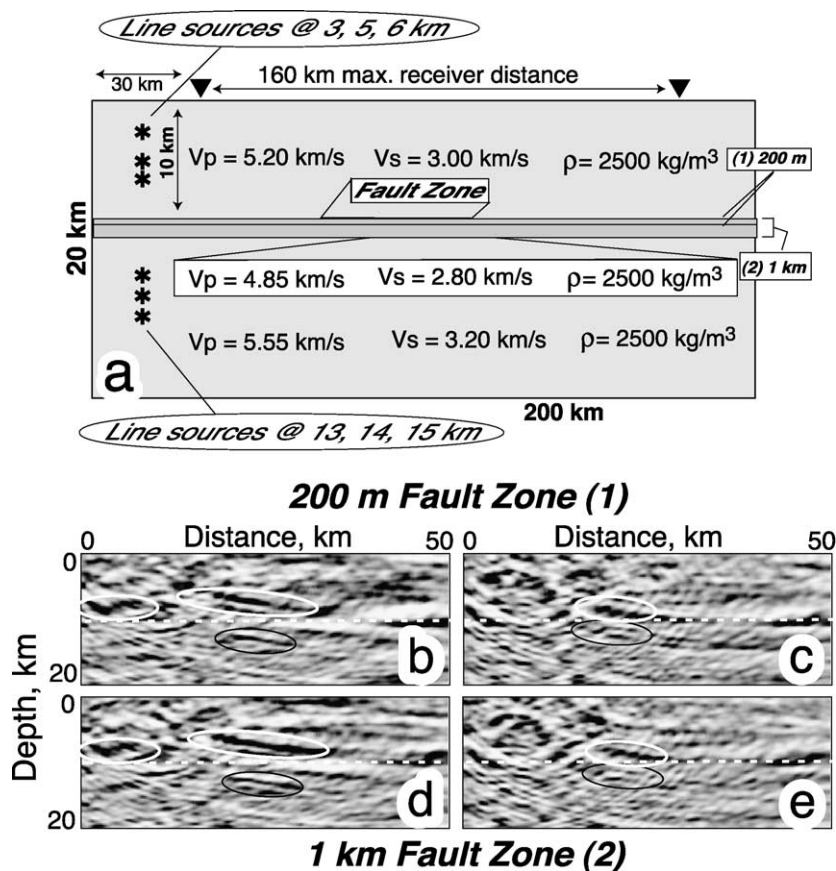 Line sources @ 3, 5, 6 km
30 km
160 km max. receiver distance
10 km
Vp = 5.20 km/s Vs = 3.00 km/s ρ = 2500 kg/m³
(1) 200 m
Fault Zone
20 km
(2) 1 km
Vp = 4.85 km/s Vs = 2.80 km/s ρ = 2500 kg/m³
Vp = 5.55 km/s Vs = 3.20 km/s ρ = 2500 kg/m³
a
200 km
Line sources @ 13, 14, 15 km
200 m Fault Zone (1)
0 Distance, km 50 0 Distance, km 50
0
b c
20
Depth, km
0
d e
20
1 km Fault Zone (2)